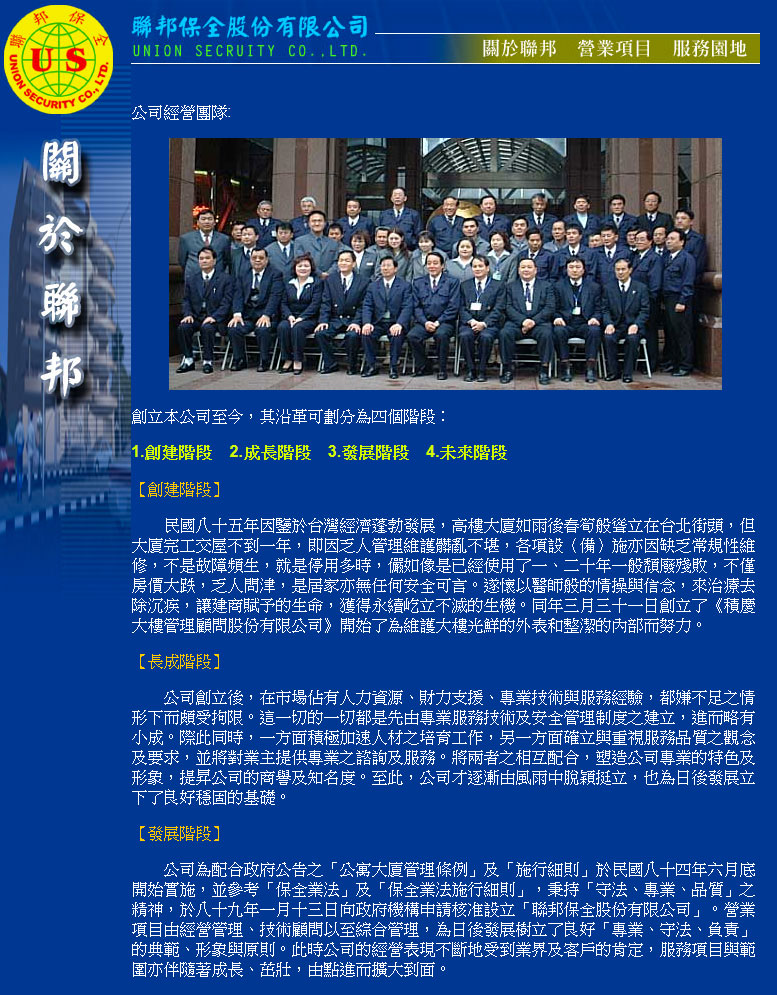 聯邦保全
US
UNION SECURITY CO., LTD.
聯邦保全股份有限公司
UNION SECRUITY CO.,LTD.
關於聯邦 營業項目 服務園地
關於聯邦
公司經營團隊:
創立本公司至今，其沿革可劃分為四個階段：
1.創建階段 2.成長階段 3.發展階段 4.未來階段
【創建階段】
民國八十五年因鑒於台灣經濟蓬勃發展，高樓大廈如雨後春筍般聳立在台北街頭，但
大廈完工交屋不到一年，即因乏人管理維護髒亂不堪，各項設〈備〉施亦因缺乏常規性維
修，不是故障頻生，就是停用多時，儼如像是已經使用了一、二十年一般頹廢殘敗，不僅
房價大跌，乏人問津，是居家亦無任何安全可言。遂懷以醫師般的情操與信念，來治療去
除沉疾，讓建商賦予的生命，獲得永續屹立不滅的生機。同年三月三十一日創立了《積慶
大樓管理顧問股份有限公司》開始了為維護大樓光鮮的外表和整潔的內部而努力。
【長成階段】
公司創立後，在市場佔有人力資源、財力支援、專業技術與服務經驗，都嫌不足之情
形下而頗受拘限。這一切的一切都是先由專業服務技術及安全管理制度之建立，進而略有
小成。際此同時，一方面積極加速人材之培育工作，另一方面確立與重視服務品質之觀念
及要求，並將對業主提供專業之諮詢及服務。將兩者之相互配合，塑造公司專業的特色及
形象，提昇公司的商譽及知名度。至此，公司才逐漸由風雨中脫穎挺立，也為日後發展立
下了良好穩固的基礎。
【發展階段】
公司為配合政府公告之「公寓大廈管理條例」及「施行細則」於民國八十四年六月底
開始實施，並參考「保全業法」及「保全業法施行細則」，秉持「守法、專業、品質」之
精神，於八十九年一月十三日向政府機構申請核准設立「聯邦保全股份有限公司」。營業
項目由經營管理、技術顧問以至綜合管理，為日後發展樹立了良好「專業、守法、負責」
的典範、形象與原則。此時公司的經營表現不斷地受到業界及客戶的肯定，服務項目與範
圍亦伴隨著成長、茁壯，由點進而擴大到面。